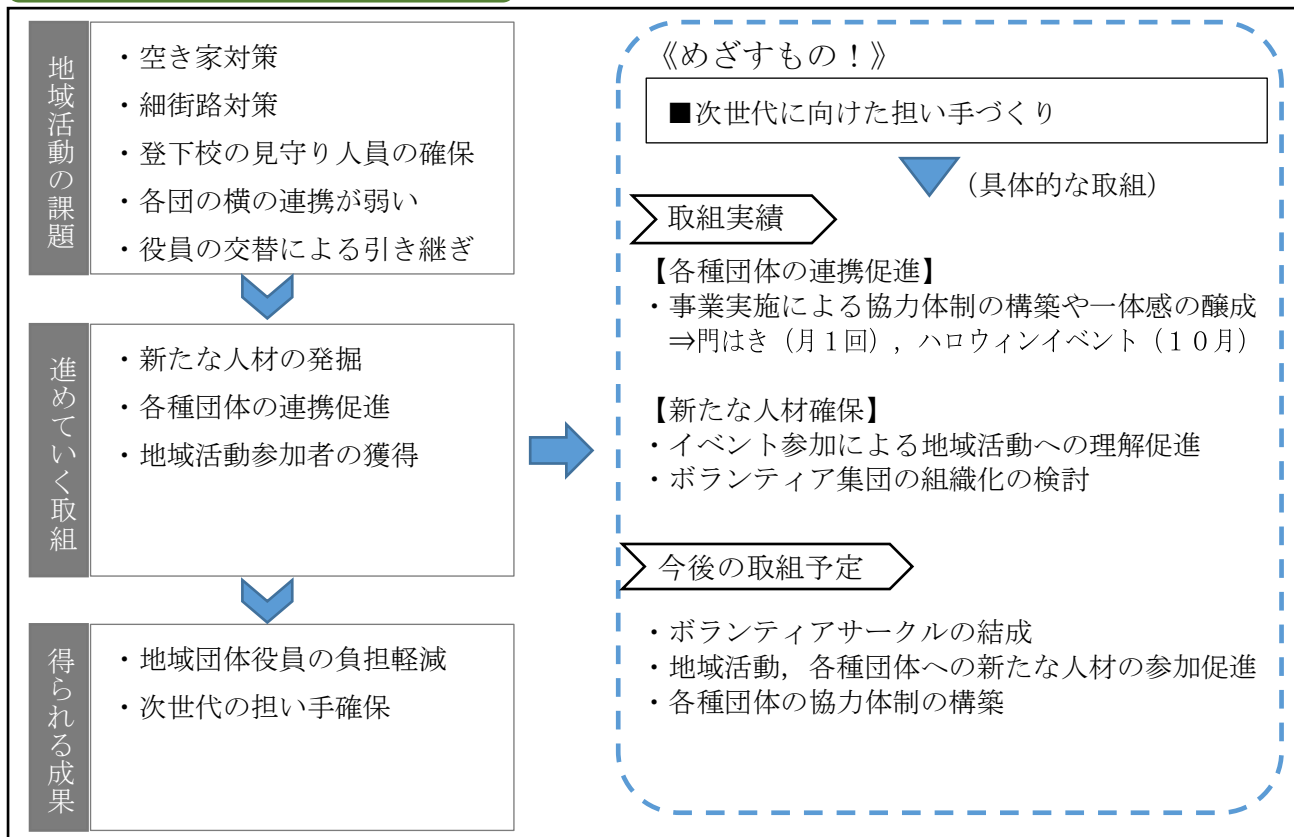 地域活動の課題
・空き家対策
・細街路対策
・登下校の見守り人員の確保
・各団の横の連携が弱い
・役員の交替による引き継ぎ
進めていく取組
・新たな人材の発掘
・各種団体の連携促進
・地域活動参加者の獲得
得られる成果
・地域団体役員の負担軽減
・次世代の担い手確保
《めざすもの！》
■次世代に向けた担い手づくり
（具体的な取組）
取組実績
【各種団体の連携促進】
・事業実施による協力体制の構築や一体感の醸成
⇒門はき（月１回），ハロウィンイベント（１０月）
【新たな人材確保】
・イベント参加による地域活動への理解促進
・ボランティア集団の組織化の検討
今後の取組予定
・ボランティアサークルの結成
・地域活動，各種団体への新たな人材の参加促進
・各種団体の協力体制の構築